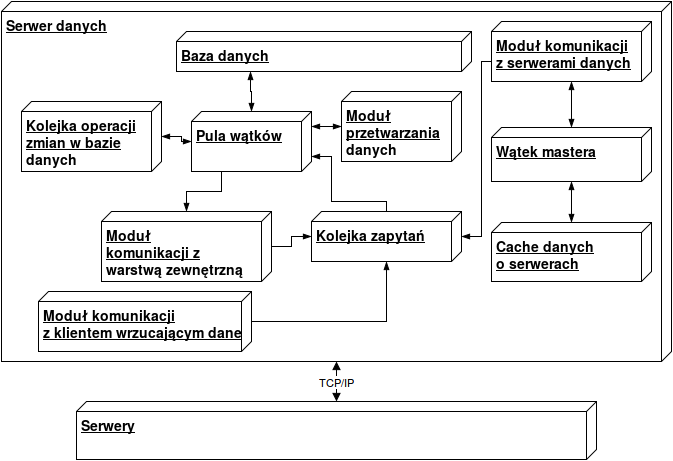 Serwer danych
Baza danych
Moduł komunikacji
z serwerami danych
Kolejka operacji
zmian w bazie
danych
Pula wątków
Moduł
przetwarzania
danych
Wątek mastera
Moduł
komunikacji z
warstwą zewnętrzną
Kolejka zapytań
Cache danych
o serwerach
Moduł komunikacji
z klientem wrzucającym dane
TCP/IP
Serwery